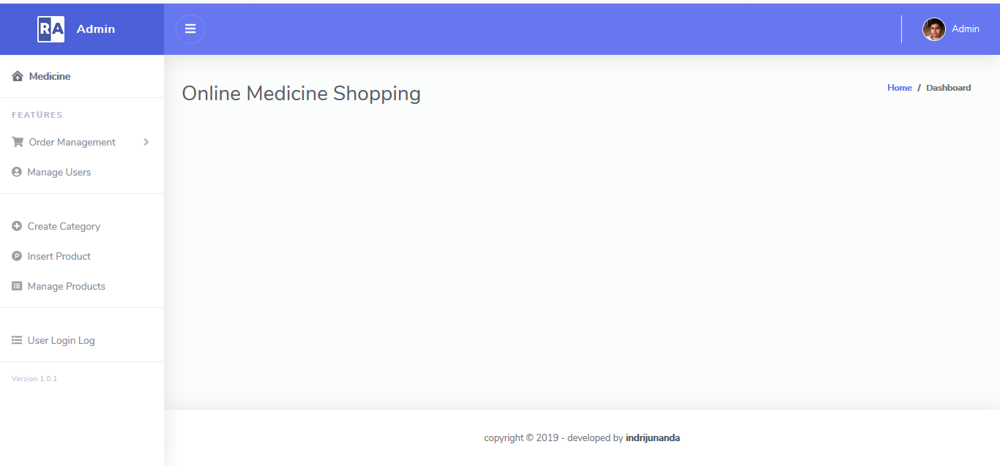 RA Admin
Admin
Medicine
Online Medicine Shopping
Home / Dashboard
FEATURES
Order Management
Manage Users
Create Category
P Insert Product
Manage Products
User Login Log
Version 1.0.1
copyright © 2019 - developed by indrijunanda